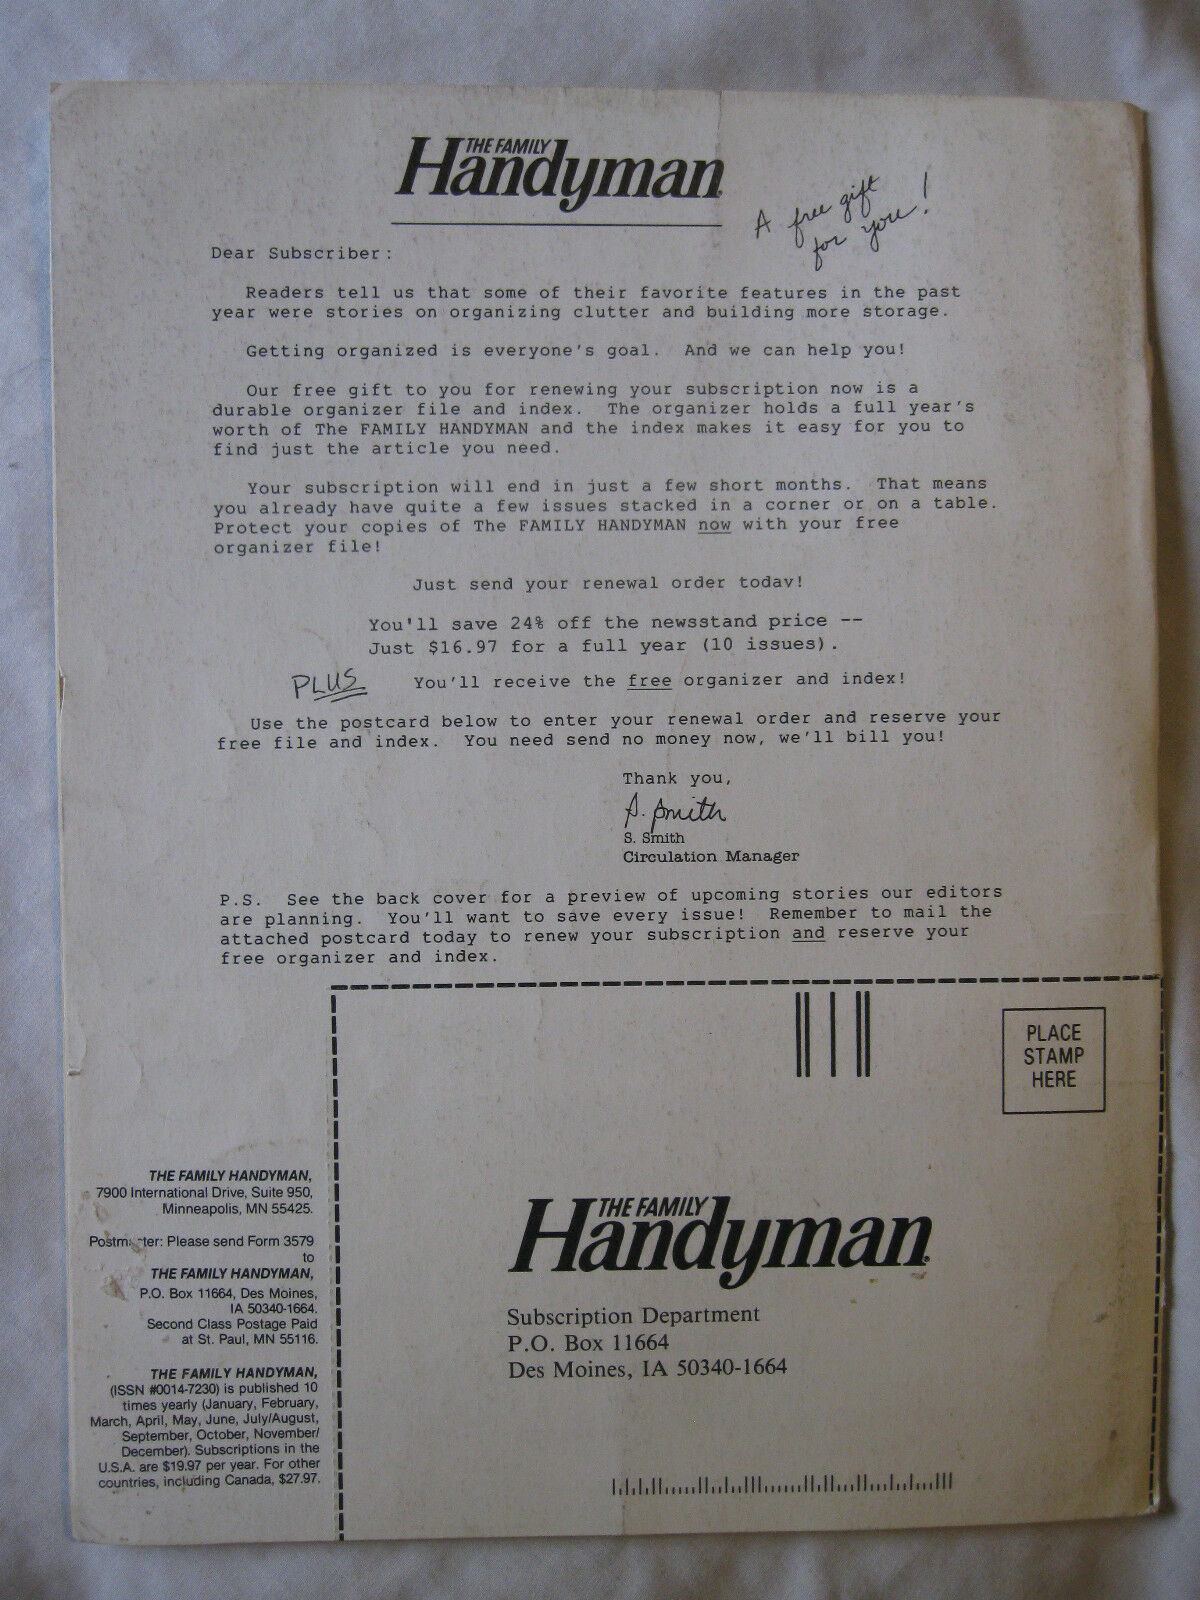 THE FAMILY
Handyman
A free gift
for you!
Dear Subscriber:
Readers tell us that some of their favorite features in the past
year were stories on organizing clutter and building more storage.
Getting organized is everyone's goal. And we can help you!
Our free gift to you for renewing your subscription now is a
durable organizer file and index. The organizer holds a full year's
worth of The FAMILY HANDYMAN and the index makes it easy for you to
find just the article you need.
Your subscription will end in just a few short months. That means
you already have quite a few issues stacked in a corner or on a table.
Protect your copies of The FAMILY HANDYMAN now with your free
organizer file!
Just send your renewal order today!
You'll save 24% off the newsstand price --
Just $16.97 for a full year (10 issues).
PLUS You'll receive the free organizer and index!
Use the postcard below to enter your renewal order and reserve your
free file and index. You need send no money now, we'll bill you!
Thank you,
S. Smith
S. Smith
Circulation Manager
P.S. See the back cover for a preview of upcoming stories our editors
are planning. You'll want to save every issue! Remember to mail the
attached postcard today to renew your subscription and reserve your
free organizer and index.
PLACE
STAMP
HERE
THE FAMILY HANDYMAN,
7900 International Drive, Suite 950,
Minneapolis, MN 55425.
Postmaster: Please send Form 3579
to
THE FAMILY HANDYMAN,
P.O. Box 11664, Des Moines,
IA 50340-1664.
Second Class Postage Paid
at St. Paul, MN 55116.
THE FAMILY HANDYMAN,
(ISSN #0014-7230) is published 10
times yearly (January, February,
March, April, May, June, July/August,
September, October, November/
December). Subscriptions in the
U.S.A. are $19.97 per year. For other
countries, including Canada, $27.97.
THE FAMILY
Handyman
Subscription Department
P.O. Box 11664
Des Moines, IA 50340-1664